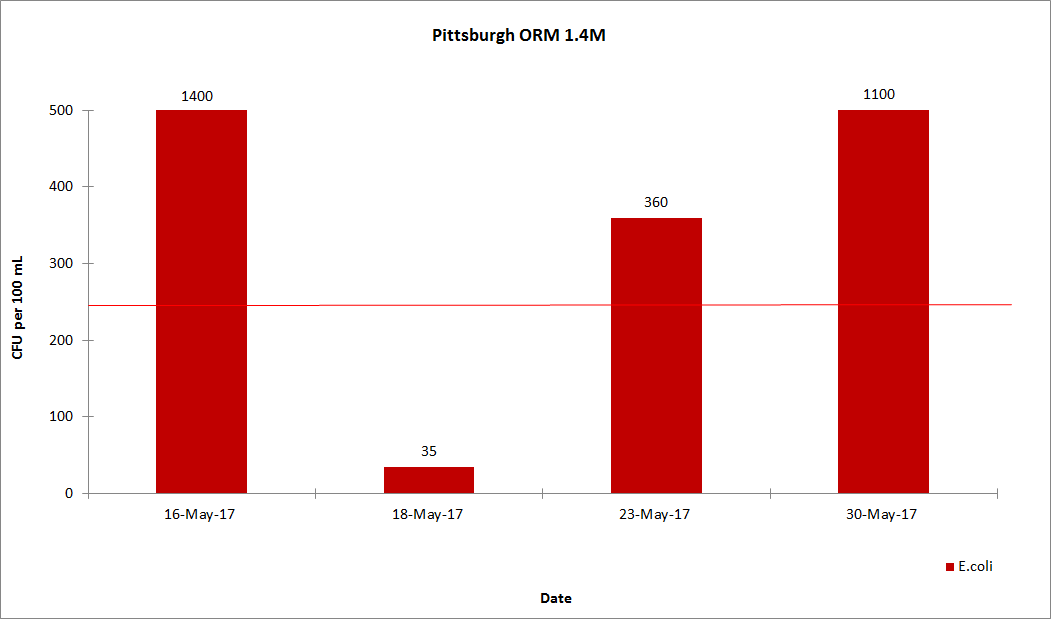 Pittsburgh ORM 1.4M
1400
1100
500
400
360
300
200
100
35
0
CFU per 100 mL
16-May-17
18-May-17
23-May-17
30-May-17
E.coli
Date